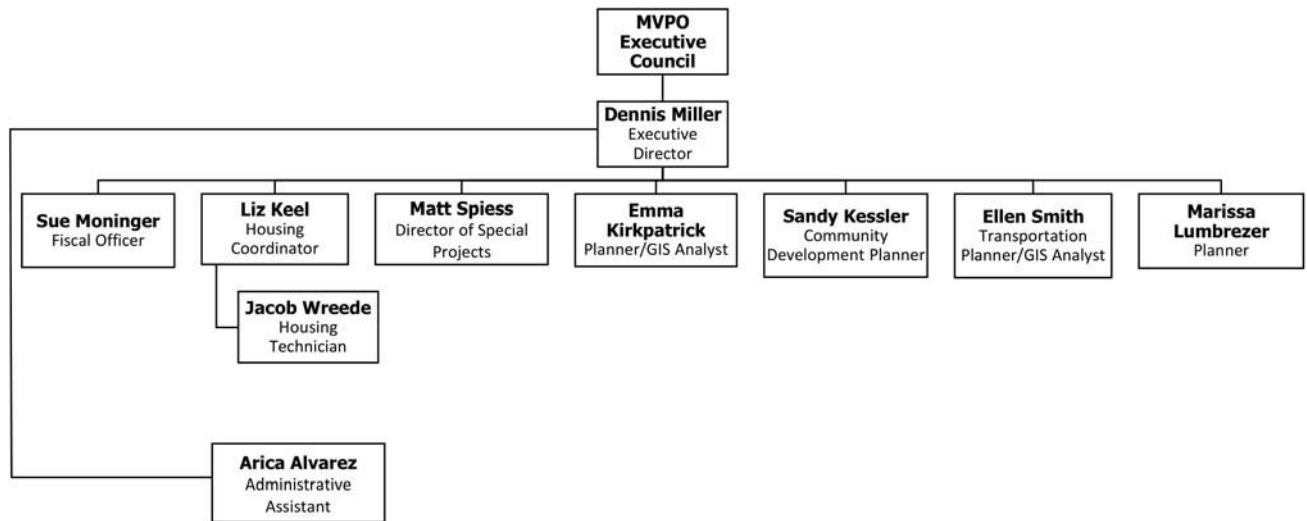 MVPO
Executive
Council
Dennis Miller
Executive
Director
Sue Moninger
Fiscal Officer
Liz Keel
Housing
Coordinator
Matt Spiess
Director of Special
Projects
Emma
Kirkpatrick
Planner/GIS Analyst
Sandy Kessler
Community
Development Planner
Ellen Smith
Transportation
Planner/GIS Analyst
Marissa
Lumbrezer
Planner
Jacob Wreede
Housing
Technician
Arica Alvarez
Administrative
Assistant